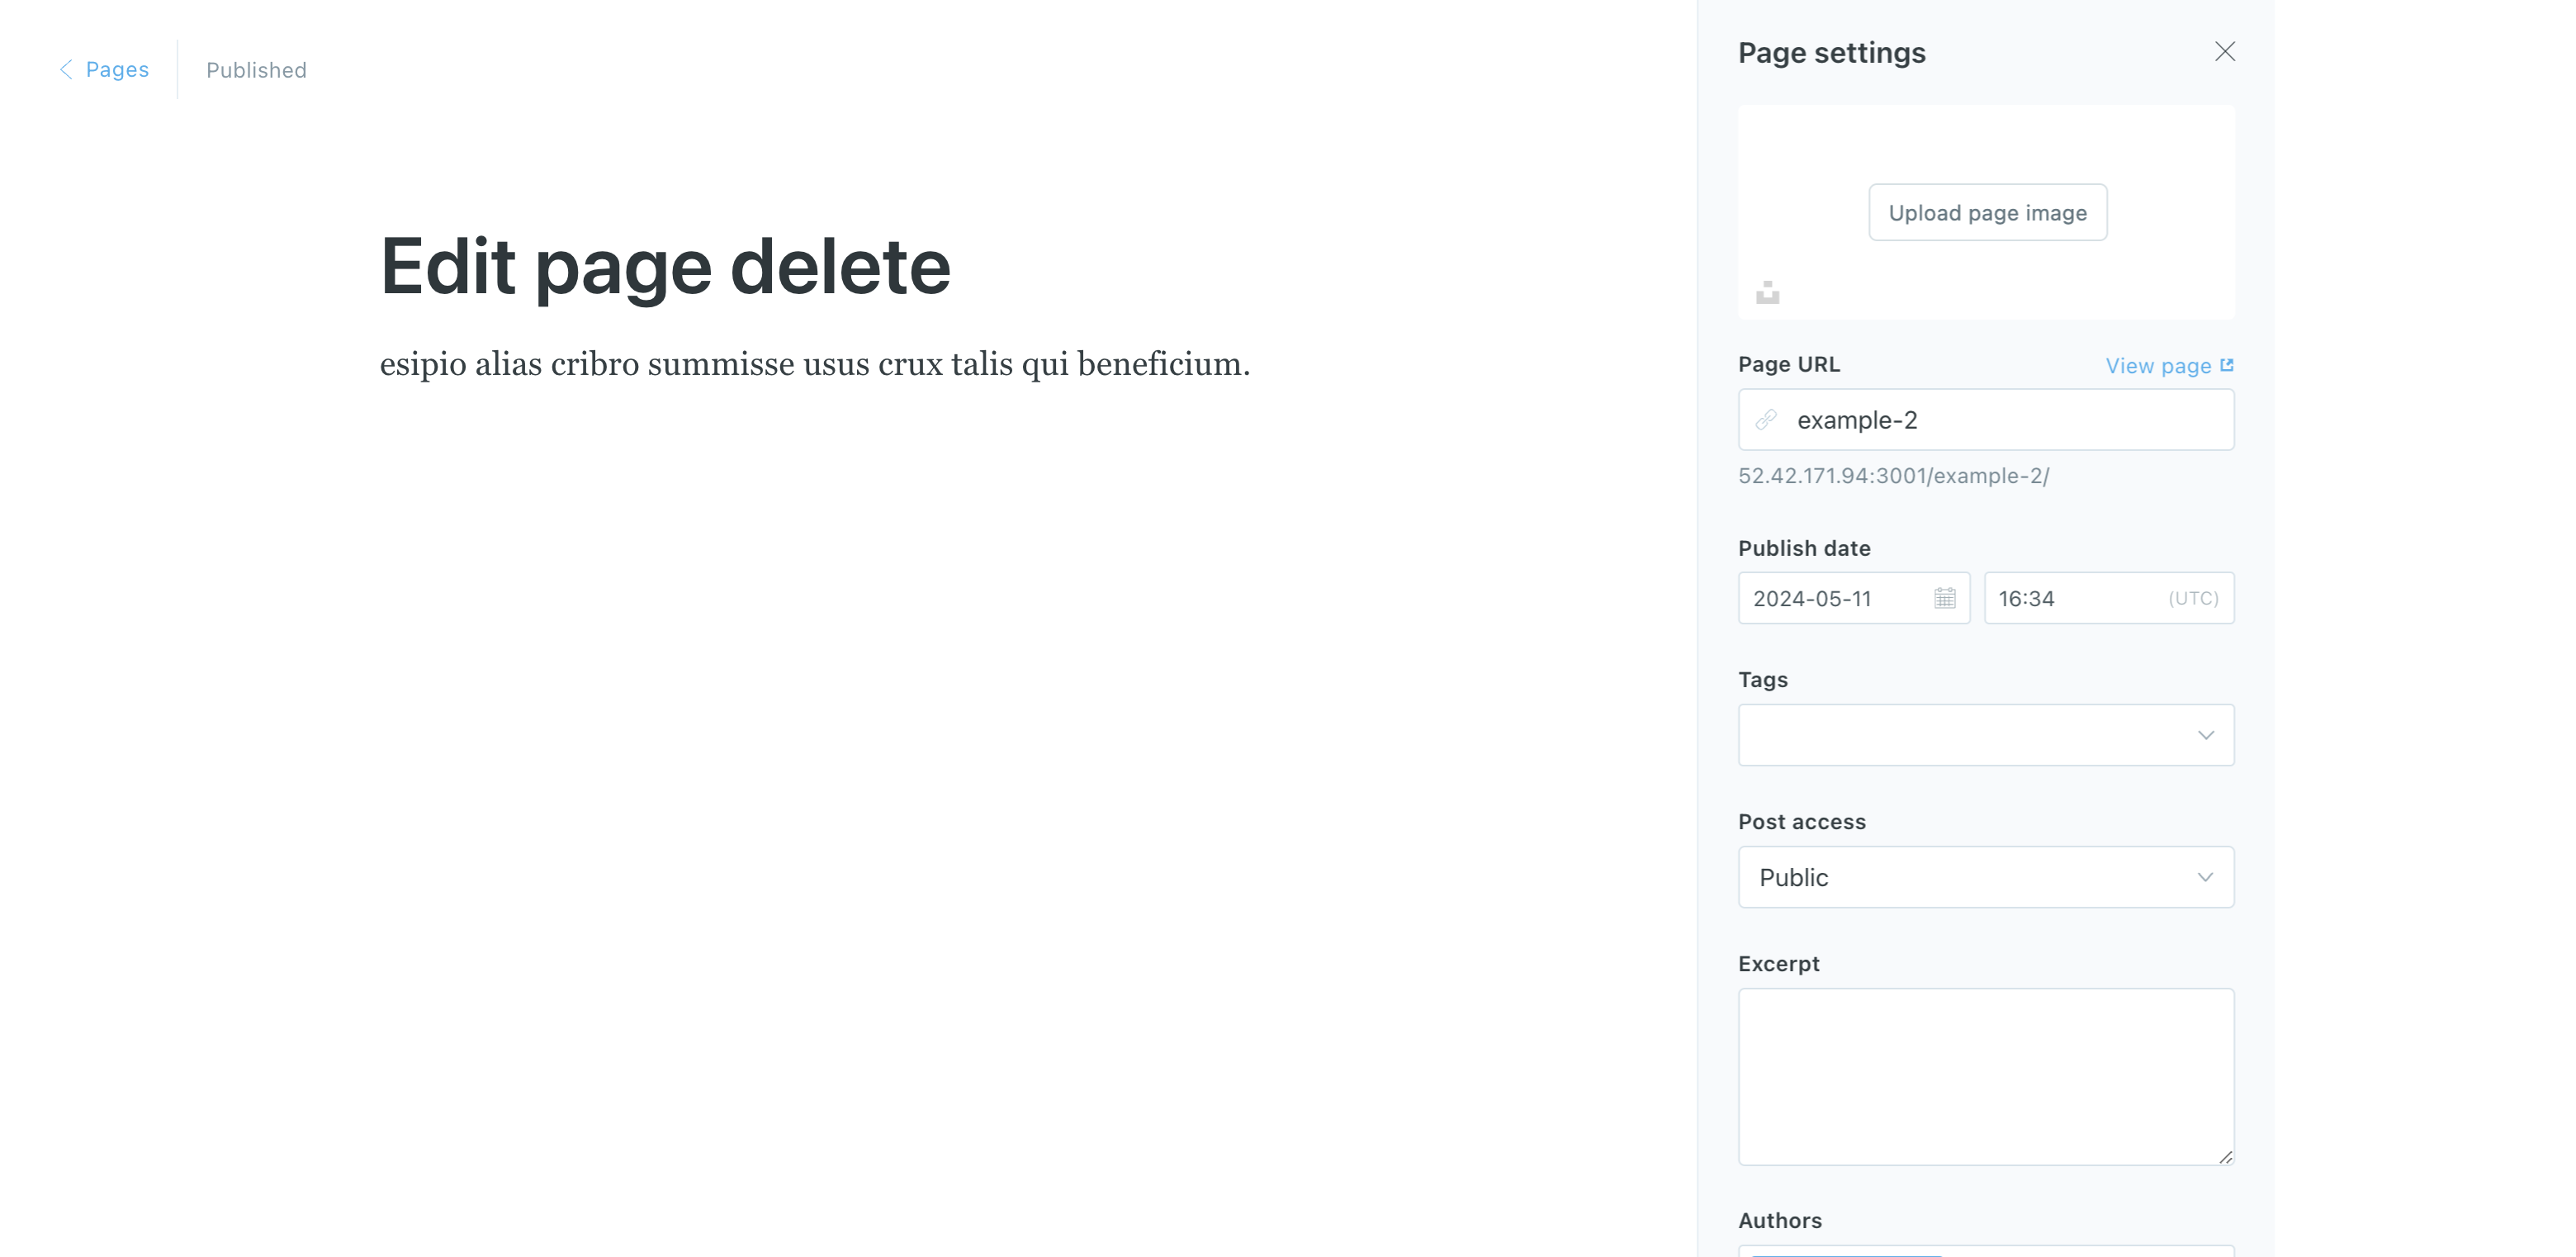 Pages
Published
Edit page delete
esipio alias cribro summisse usus crux talis qui beneficium.
Page settings
Upload page image
Page URL
View page
example-2
52.42.171.94:3001/example-2/
Publish date
2024-05-11
16:34
(UTC)
Tags
Post access
Public
Excerpt
Authors